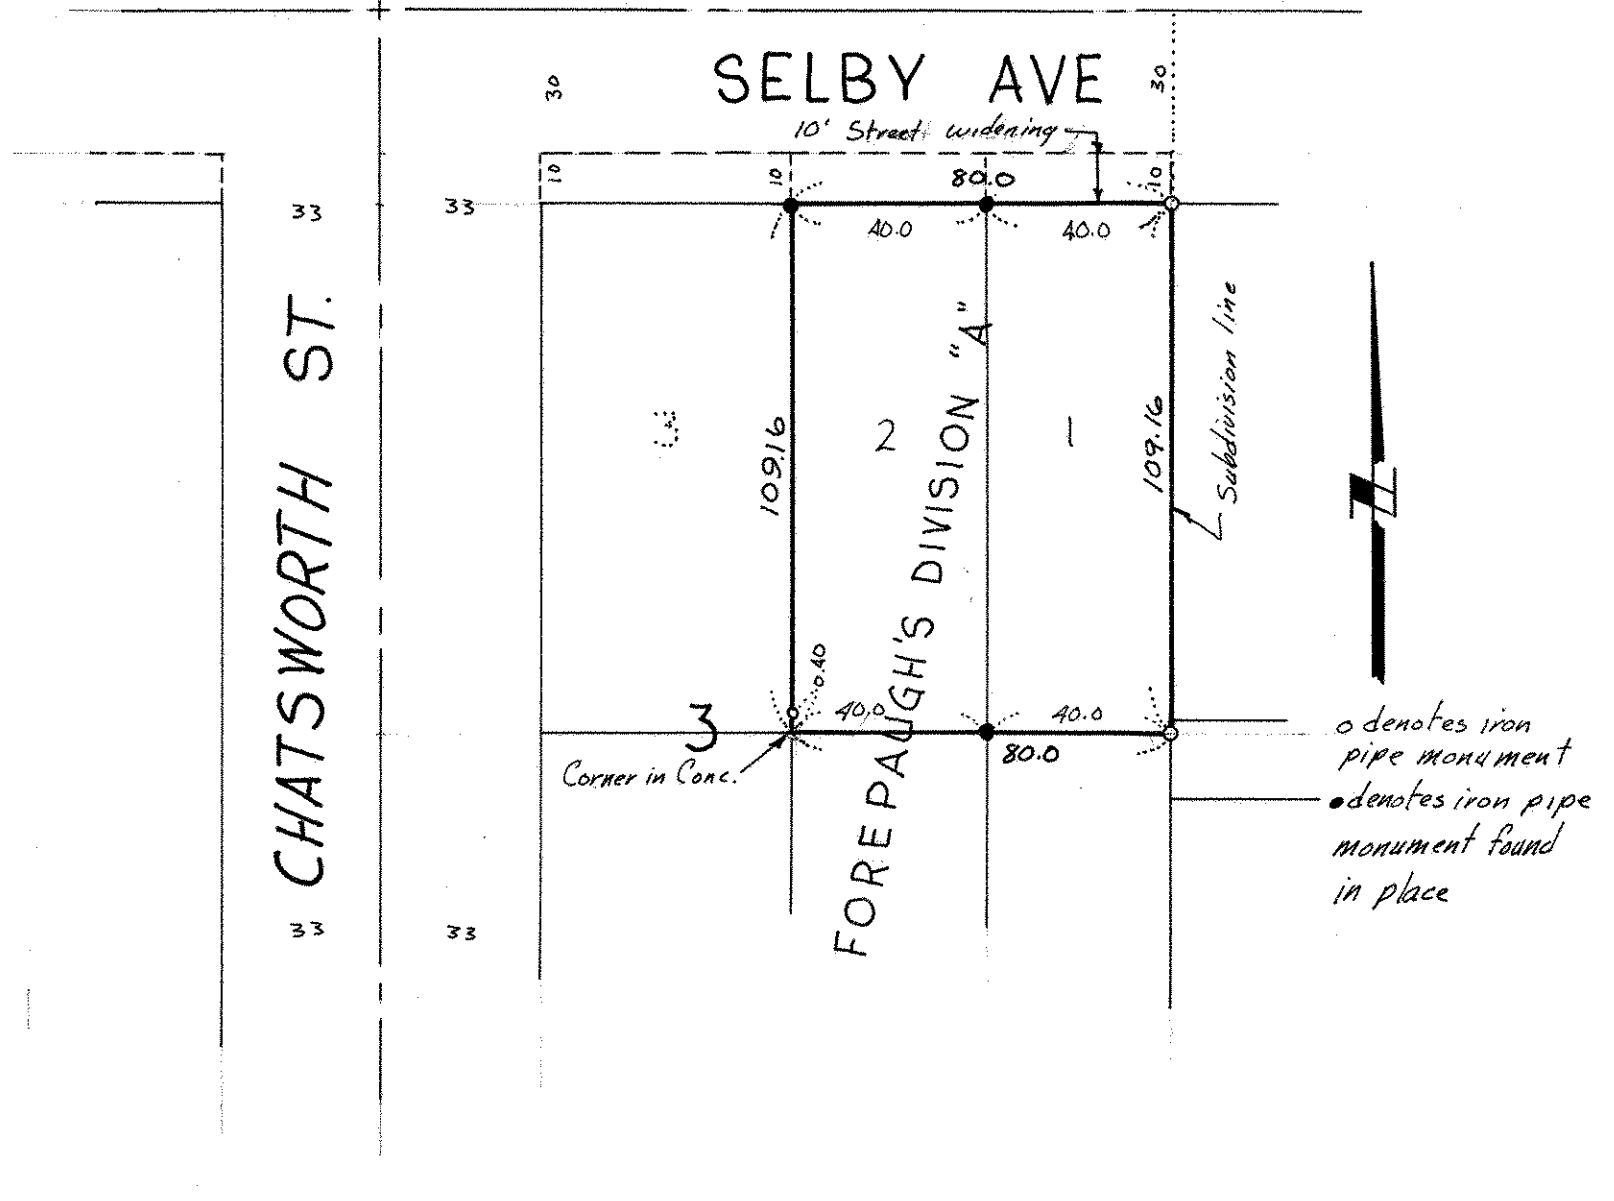 SELBY AVE
30
30
10' Street widening
10
10
80.0
10
33
33
40.0
40.0
CHATSWORTH ST.
3
109.16
2
FOREPAUGH'S DIVISION "A"
1
109.16
Subdivision line
N
0.40
3
40.0
40.0
80.0
Corner in Conc.
o denotes iron
pipe monument
● denotes iron pipe
monument found
in place
33
33